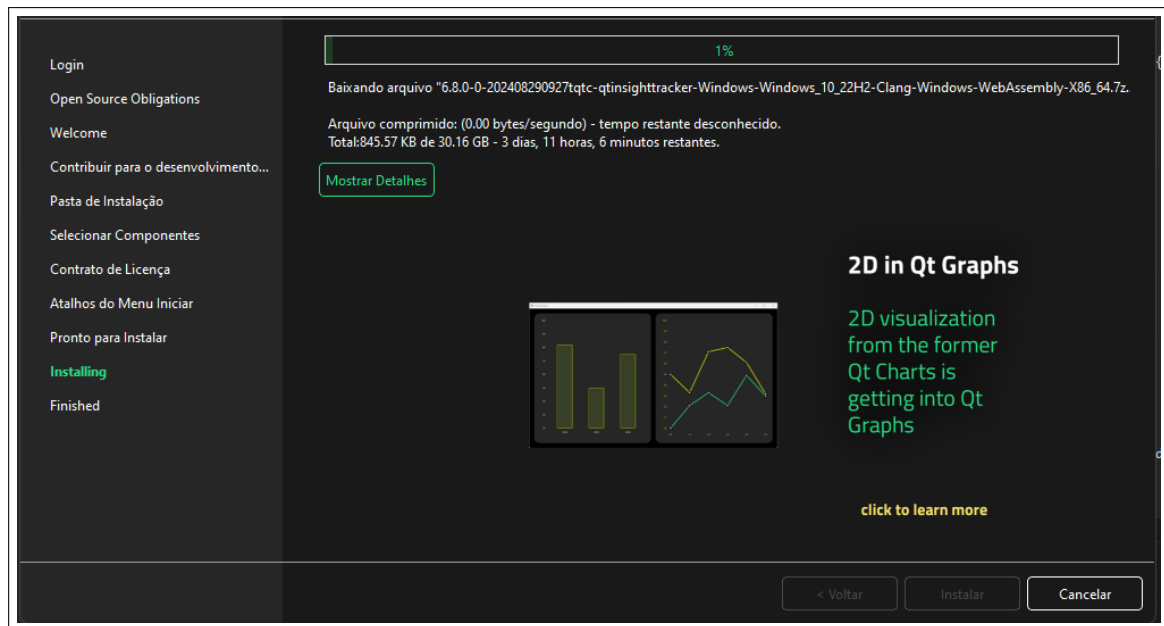 Login
Open Source Obligations
Welcome
Contribuir para o desenvolvimento...
Pasta de Instalação
Selecionar Componentes
Contrato de Licença
Atalhos do Menu Iniciar
Pronto para Instalar
Installing
Finished
1%
Baixando arquivo "6.8.0-0-202408290927tqtc-qtinsighttracker-Windows-Windows_10_22H2-Clang-Windows-WebAssembly-X86_64.7z.
Arquivo comprimido: (0.00 bytes/segundo) - tempo restante desconhecido.
Total:845.57 KB de 30.16 GB - 3 dias, 11 horas, 6 minutos restantes.
Mostrar Detalhes
2D in Qt Graphs
2D visualization
from the former
Qt Charts is
getting into Qt
Graphs
click to learn more
< Voltar
Instalar
Cancelar